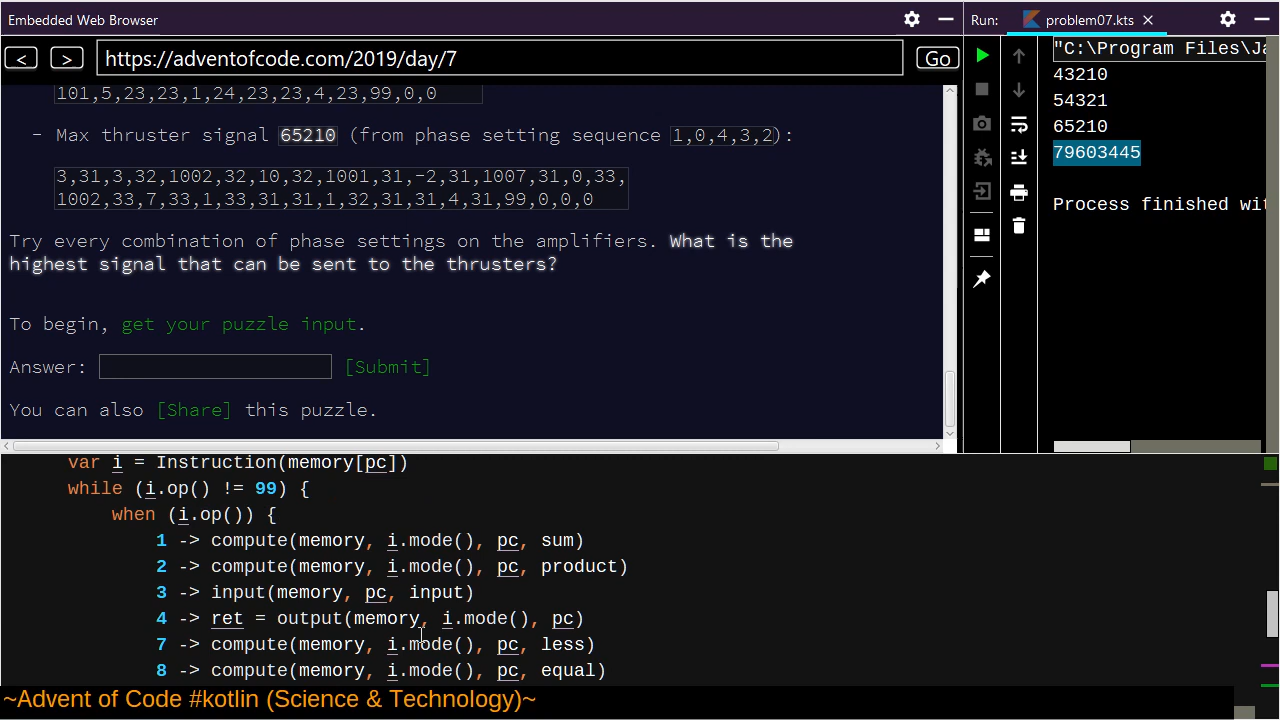 Embedded Web Browser
Run: problem07.kts
< > https://adventofcode.com/2019/day/7 Go
101,5,23,23,1,24,23,23,4,23,99,0,0
- Max thruster signal 65210 (from phase setting sequence 1,0,4,3,2):
3,31,3,32,1002,32,10,32,1001,31,-2,31,1007,31,0,33,
1002,33,7,33,1,33,31,31,1,32,31,31,4,31,99,0,0,0
Try every combination of phase settings on the amplifiers. What is the
highest signal that can be sent to the thrusters?
To begin, get your puzzle input.
Answer: [Submit]
You can also [Share] this puzzle.
"C:\Program Files\Ja
43210
54321
65210
79603445
Process finished wit
var i = Instruction(memory[pc])
while (i.op() != 99) {
when (i.op()) {
1 -> compute(memory, i.mode(), pc, sum)
2 -> compute(memory, i.mode(), pc, product)
3 -> input(memory, pc, input)
4 -> ret = output(memory, i.mode(), pc)
7 -> compute(memory, i.mode(), pc, less)
8 -> compute(memory, i.mode(), pc, equal)
~Advent of Code #kotlin (Science & Technology)~